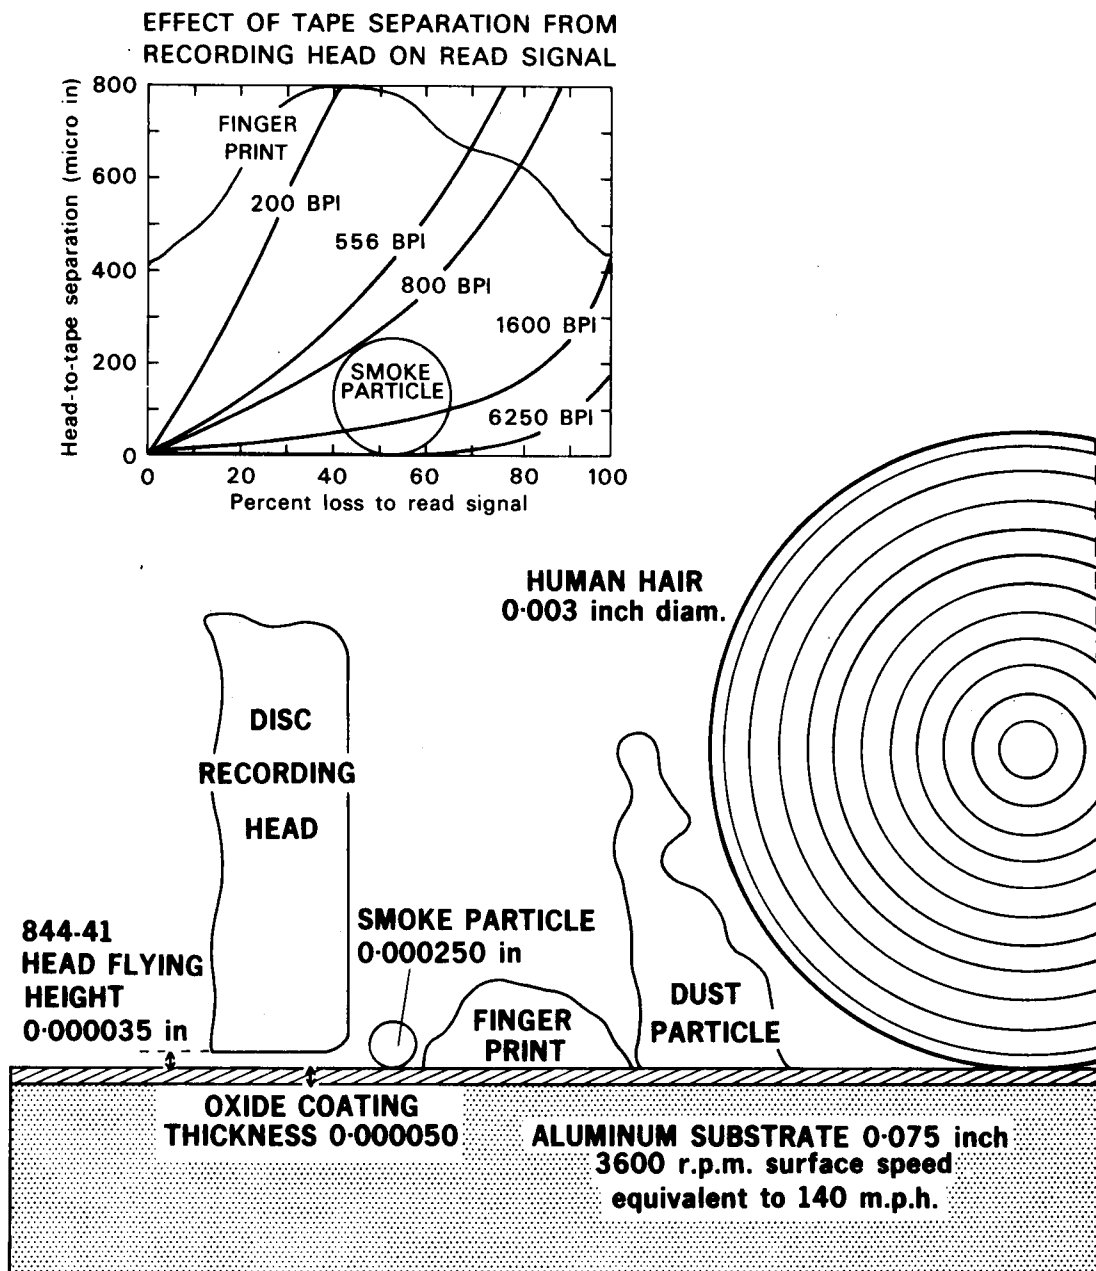 EFFECT OF TAPE SEPARATION FROM
RECORDING HEAD ON READ SIGNAL
Head-to-tape separation (micro in)
800
600
400
200
0
FINGER
PRINT
200 BPI
556 BPI
800 BPI
1600 BPI
SMOKE
PARTICLE
6250 BPI
0 20 40 60 80 100
Percent loss to read signal
HUMAN HAIR
0·003 inch diam.
DISC
RECORDING
HEAD
844-41
HEAD FLYING
HEIGHT
0·000035 in
SMOKE PARTICLE
0·000250 in
FINGER
PRINT
DUST
PARTICLE
OXIDE COATING
THICKNESS 0·000050
ALUMINUM SUBSTRATE 0·075 inch
3600 r.p.m. surface speed
equivalent to 140 m.p.h.